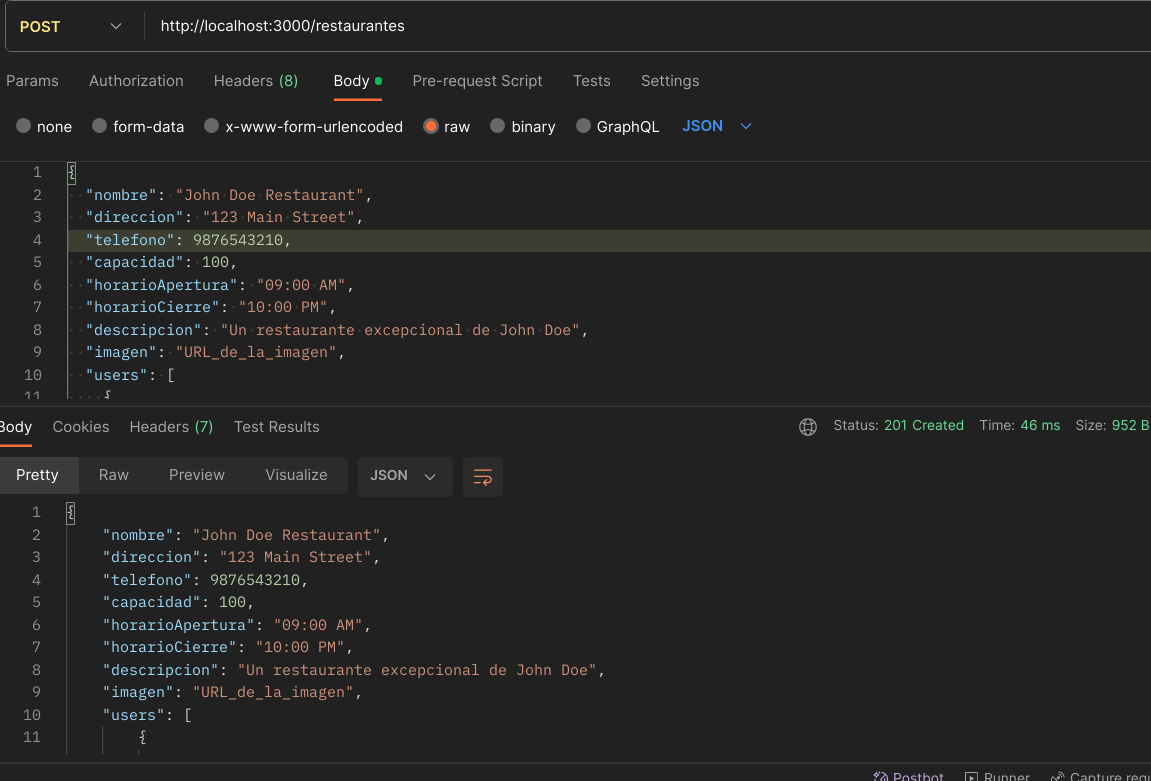 POST http://localhost:3000/restaurantes
Params Authorization Headers (8) Body Pre-request Script Tests Settings
none form-data x-www-form-urlencoded raw binary GraphQL JSON
1 {
2 "nombre": "John Doe Restaurant",
3 "direccion": "123 Main Street",
4 "telefono": 9876543210,
5 "capacidad": 100,
6 "horarioApertura": "09:00 AM",
7 "horarioCierre": "10:00 PM",
8 "descripcion": "Un restaurante excepcional de John Doe",
9 "imagen": "URL_de_la_imagen",
10 "users": [
11 {
Body Cookies Headers (7) Test Results Status: 201 Created Time: 46 ms Size: 952 B
Pretty Raw Preview Visualize JSON
1 {
2 "nombre": "John Doe Restaurant",
3 "direccion": "123 Main Street",
4 "telefono": 9876543210,
5 "capacidad": 100,
6 "horarioApertura": "09:00 AM",
7 "horarioCierre": "10:00 PM",
8 "descripcion": "Un restaurante excepcional de John Doe",
9 "imagen": "URL_de_la_imagen",
10 "users": [
11 {
Postbot Runner Capture requ